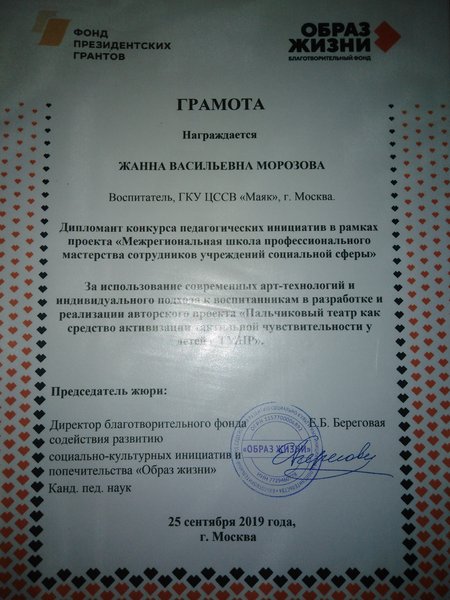 ФОНД
ПРЕЗИДЕНТСКИХ
ГРАНТОВ
ОБРАЗ
ЖИЗНИ
БЛАГОТВОРИТЕЛЬНЫЙ ФОНД
ГРАМОТА
Награждается
ЖАННА ВАСИЛЬЕВНА МОРОЗОВА
Воспитатель, ГКУ ЦССВ «Маяк», г. Москва.
Дипломант конкурса педагогических инициатив в рамках
проекта «Межрегиональная школа профессионального
мастерства сотрудников учреждений социальной сферы»
За использование современных арт-технологий и
индивидуального подхода к воспитанникам в разработке и
реализации авторского проекта «Пальчиковый театр как
средство активизации тактильной чувствительности у
детей с ТМНР».
Председатель жюри:
Директор благотворительного фонда Е.Б. Береговая
содействия развитию
социально-культурных инициатив и
попечительства «Образ жизни»
Канд. пед. наук
«ОБРАЗ ЖИЗНИ»
25 сентября 2019 года,
г. Москва